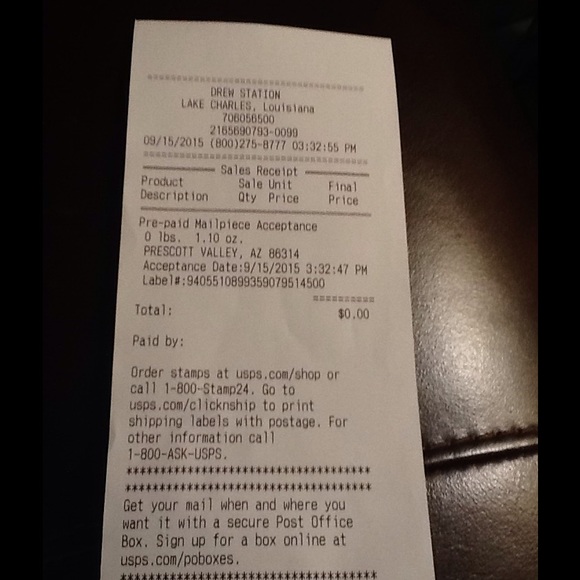 DREW STATION
LAKE CHARLES, Louisiana
706056500
2165690793-0099
09/15/2015 (800)275-8777 03:32:55 PM
Sales Receipt
Product Sale Unit Final
Description Qty Price Price
Pre-paid Mailpiece Acceptance
0 lbs. 1.10 oz.
PRESCOTT VALLEY, AZ 86314
Acceptance Date:9/15/2015 3:32:47 PM
Label#:9405510899359079514500
==========
Total: $0.00
Paid by:
Order stamps at usps.com/shop or
call 1-800-Stamp24. Go to
usps.com/clicknship to print
shipping labels with postage. For
other information call
1-800-ASK-USPS.
***************************************
***************************************
Get your mail when and where you
want it with a secure Post Office
Box. Sign up for a box online at
usps.com/poboxes.
***************************************